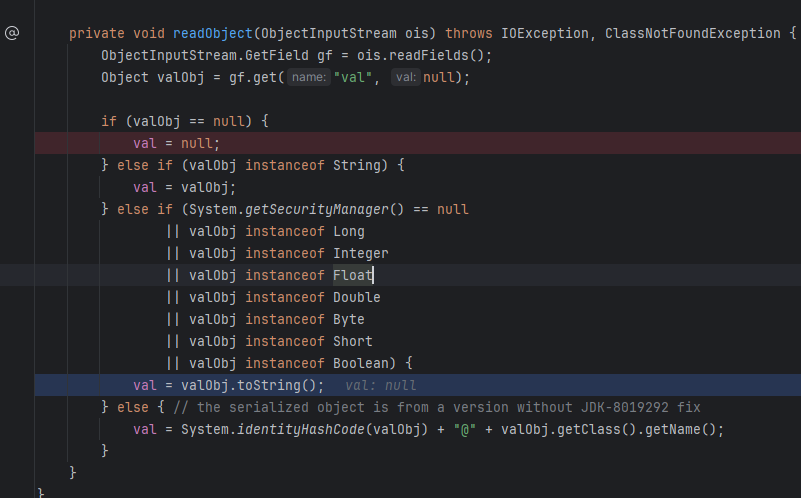 @
private void readObject(ObjectInputStream ois) throws IOException, ClassNotFoundException {
ObjectInputStream.GetField gf = ois.readFields();
Object valObj = gf.get( name: "val", val: null);
if (valObj == null) {
val = null;
} else if (valObj instanceof String) {
val = valObj;
} else if (System.getSecurityManager() == null
|| valObj instanceof Long
|| valObj instanceof Integer
|| valObj instanceof Float
|| valObj instanceof Double
|| valObj instanceof Byte
|| valObj instanceof Short
|| valObj instanceof Boolean) {
val = valObj.toString(); val: null
} else { // the serialized object is from a version without JDK-8019292 fix
val = System.identityHashCode(valObj) + "@" + valObj.getClass().getName();
}
}
}